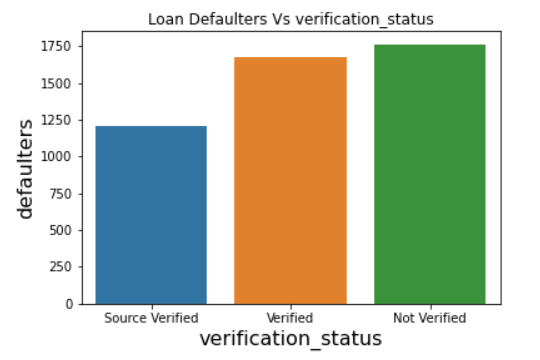 Loan Defaulters Vs verification_status
defaulters
1750
1500
1250
1000
750
500
250
0
Source Verified
Verified
Not Verified
verification_status